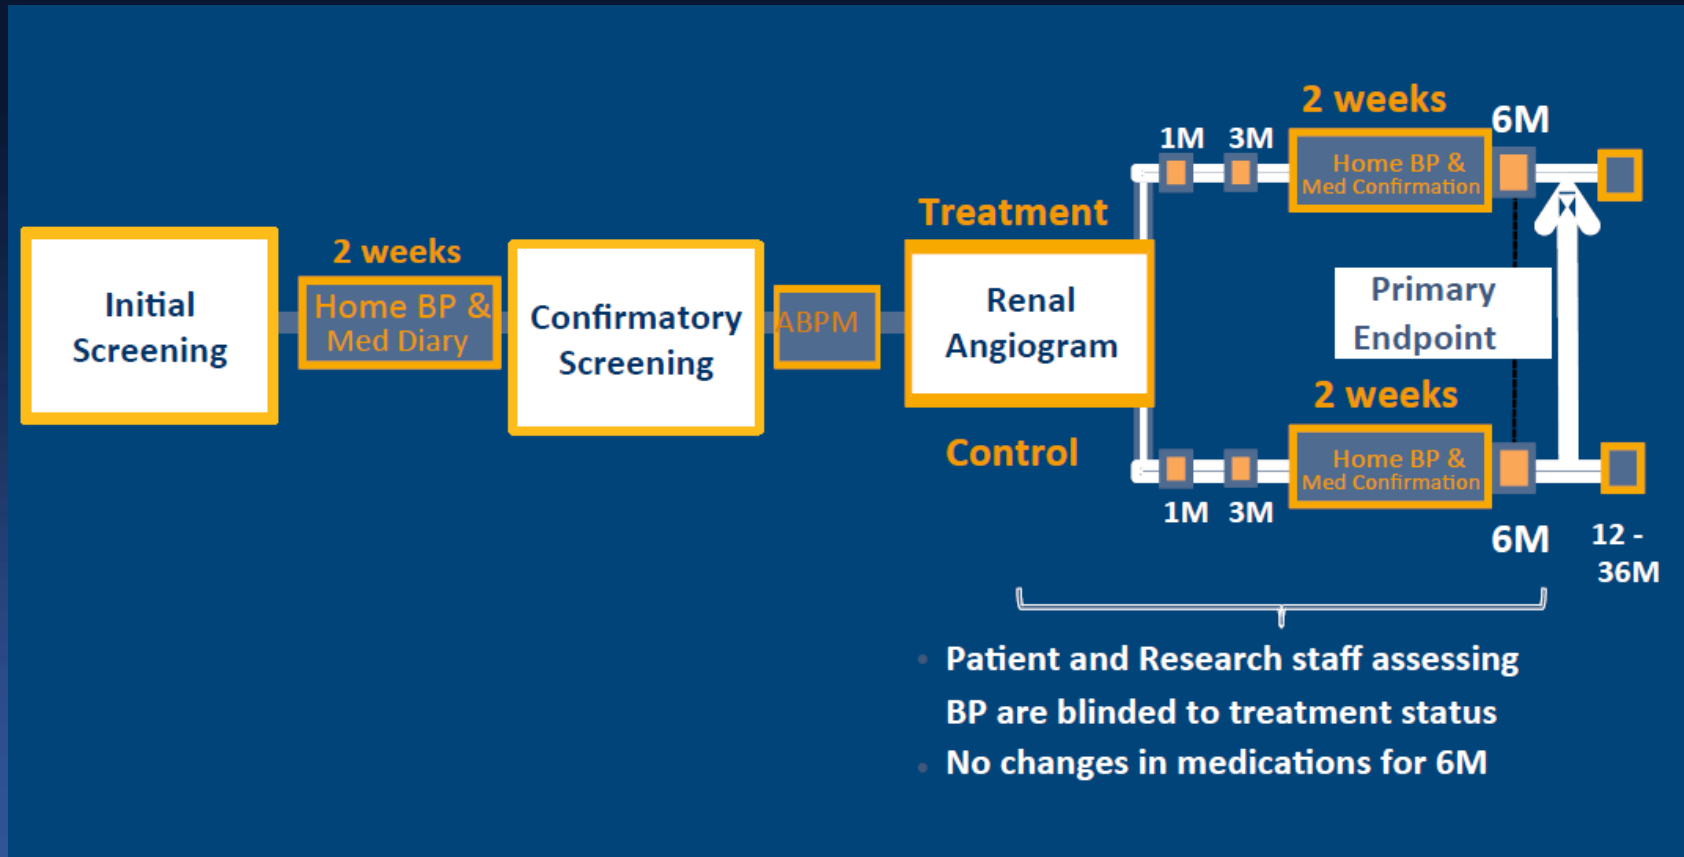 Initial
Screening
2 weeks
Home BP &
Med Diary
Confirmatory
Screening
ABPM
Treatment
Renal
Angiogram
Control
1M
3M
2 weeks
Home BP &
Med Confirmation
6M
Primary
Endpoint
2 weeks
Home BP &
Med Confirmation
1M
3M
6M
12 -
36M
• Patient and Research staff assessing
BP are blinded to treatment status
• No changes in medications for 6M